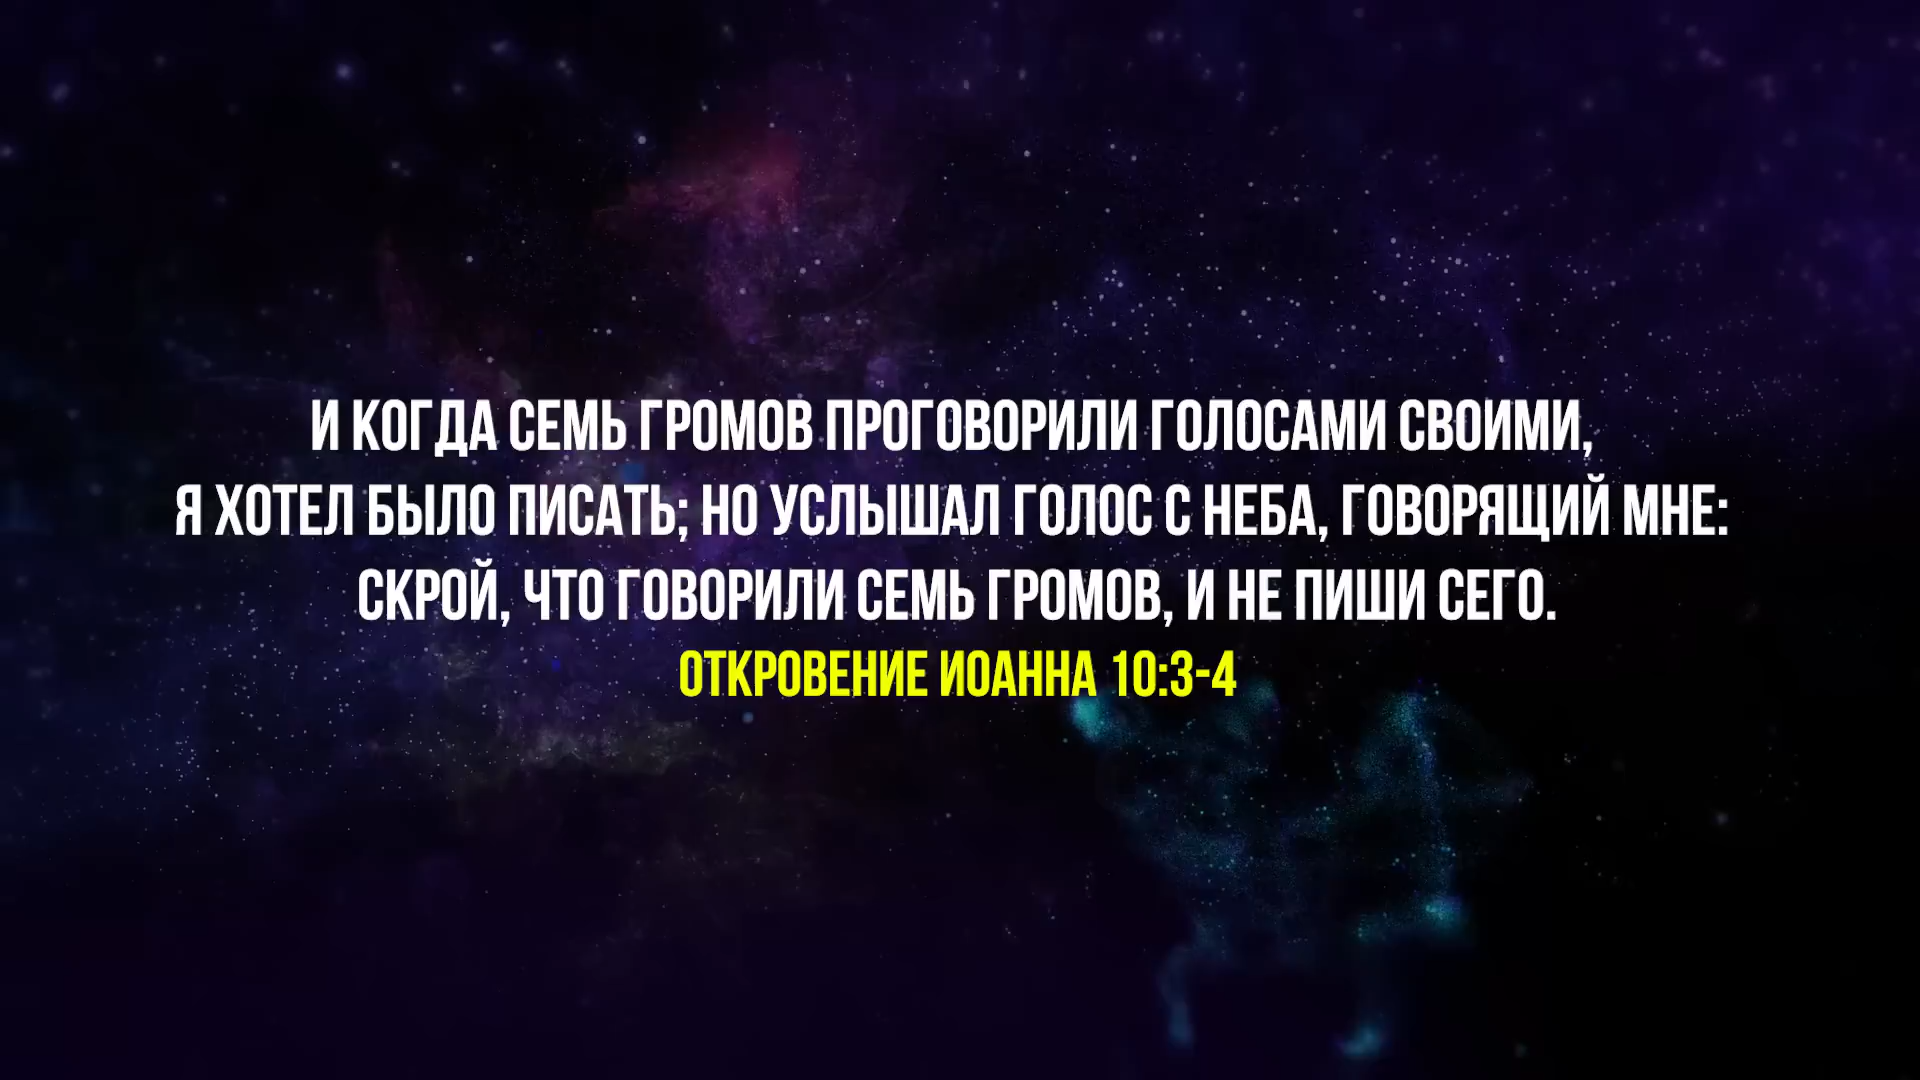 И КОГДА СЕМЬ ГРОМОВ ПРОГОВОРИЛИ ГОЛОСАМИ СВОИМИ,
Я ХОТЕЛ БЫЛО ПИСАТЬ; НО УСЛЫШАЛ ГОЛОС С НЕБА, ГОВОРЯЩИЙ МНЕ:
СКРОЙ, ЧТО ГОВОРИЛИ СЕМЬ ГРОМОВ, И НЕ ПИШИ СЕГО.
ОТКРОВЕНИЕ ИОАННА 10:3-4